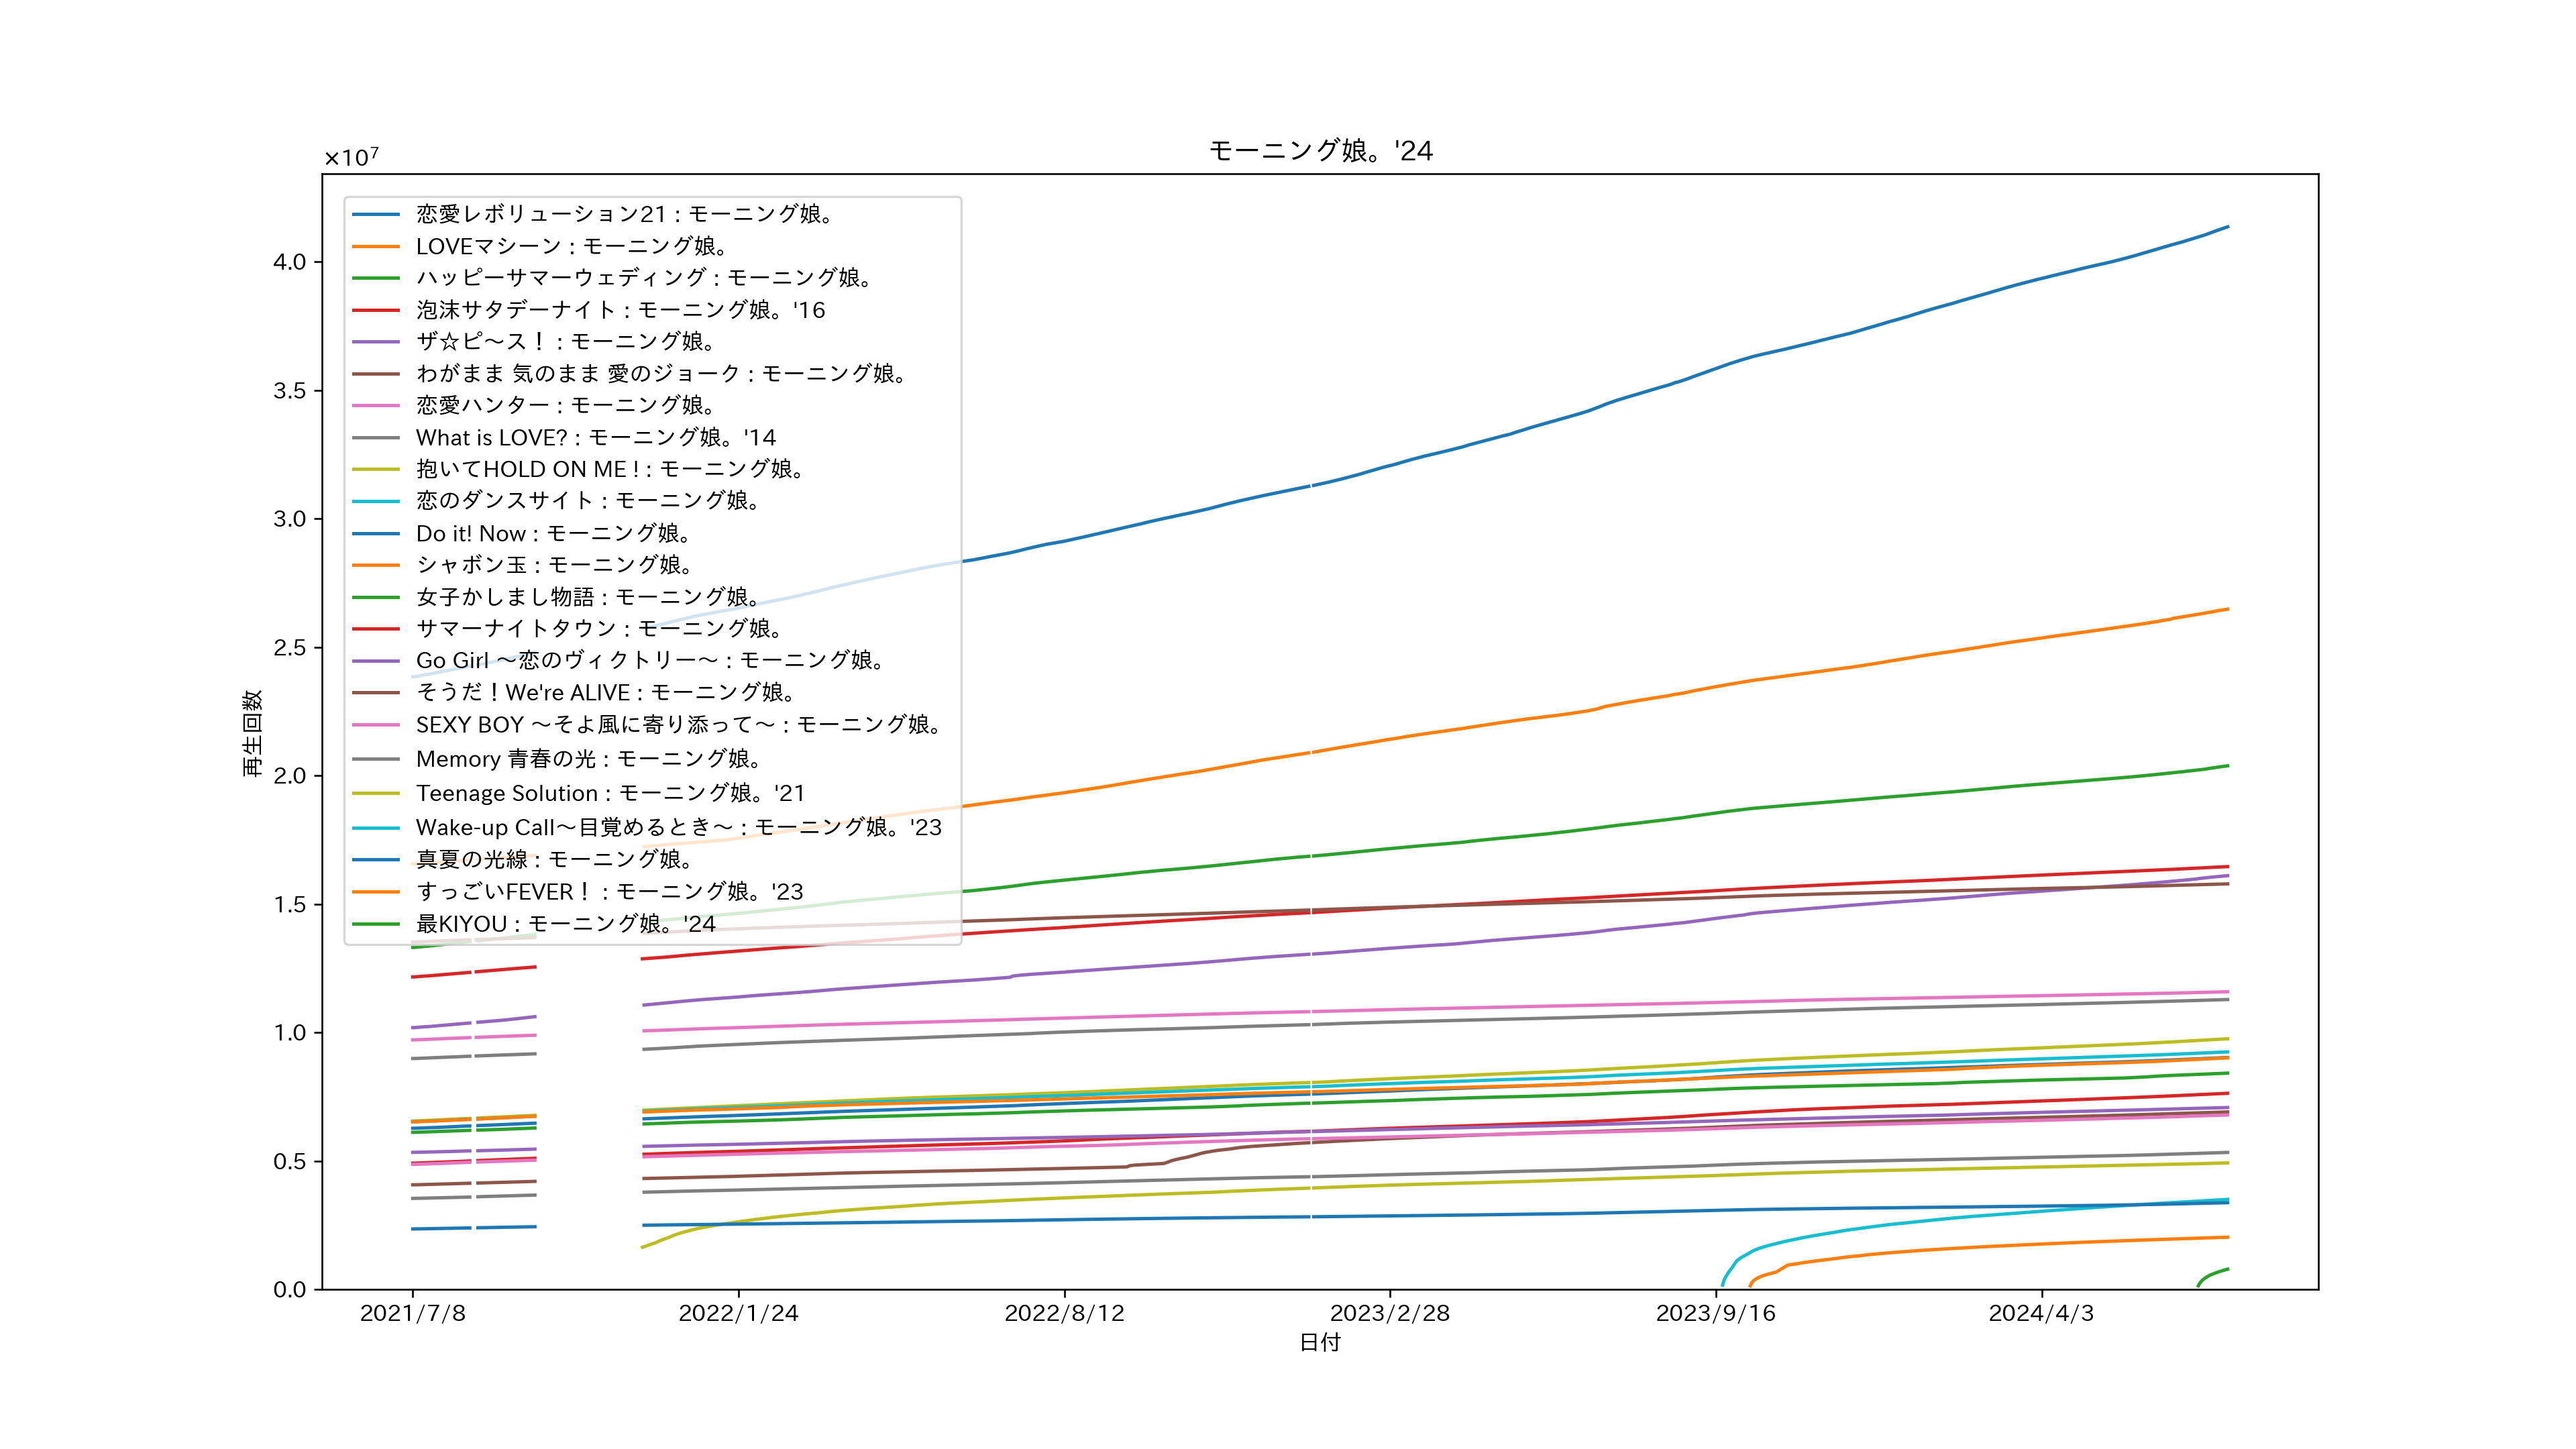 モーニング娘。'24
×10⁷
恋愛レボリューション21 : モーニング娘。
LOVEマシーン : モーニング娘。
ハッピーサマーウェディング : モーニング娘。
泡沫サタデーナイト : モーニング娘。'16
ザ☆ピ〜ス！ : モーニング娘。
わがまま 気のまま 愛のジョーク : モーニング娘。
恋愛ハンター : モーニング娘。
What is LOVE? : モーニング娘。'14
抱いてHOLD ON ME ! : モーニング娘。
恋のダンスサイト : モーニング娘。
Do it! Now : モーニング娘。
シャボン玉 : モーニング娘。
女子かしまし物語 : モーニング娘。
サマーナイトタウン : モーニング娘。
Go Girl 〜恋のヴィクトリー〜 : モーニング娘。
そうだ！We're ALIVE : モーニング娘。
SEXY BOY 〜そよ風に寄り添って〜 : モーニング娘。
Memory 青春の光 : モーニング娘。
Teenage Solution : モーニング娘。'21
Wake-up Call〜目覚めるとき〜 : モーニング娘。'23
真夏の光線 : モーニング娘。
すっごいFEVER！ : モーニング娘。'23
最KIYOU : モーニング娘。'24
4.0
3.5
3.0
2.5
2.0
1.5
1.0
0.5
0.0
再生回数
2021/7/8
2022/1/24
2022/8/12
2023/2/28
2023/9/16
2024/4/3
日付